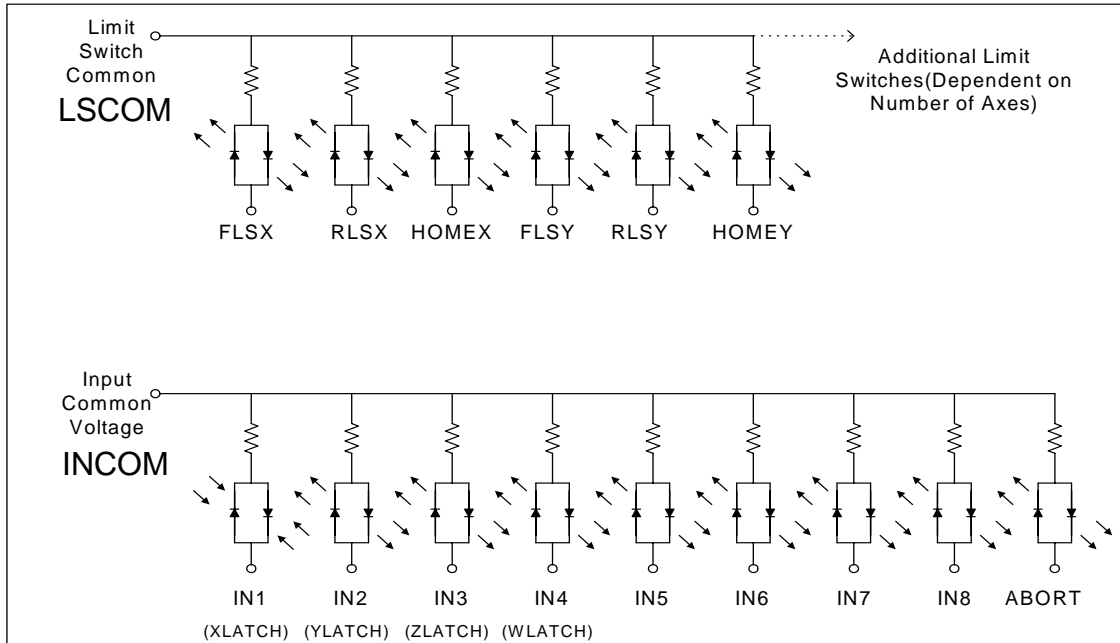 Limit
Switch
Common
LSCOM
Additional Limit
Switches(Dependent on
Number of Axes)
FLSX RLSX HOMEX FLSY RLSY HOMEY
Input
Common
Voltage
INCOM
IN1 IN2 IN3 IN4 IN5 IN6 IN7 IN8 ABORT
(XLATCH) (YLATCH) (ZLATCH) (WLATCH)